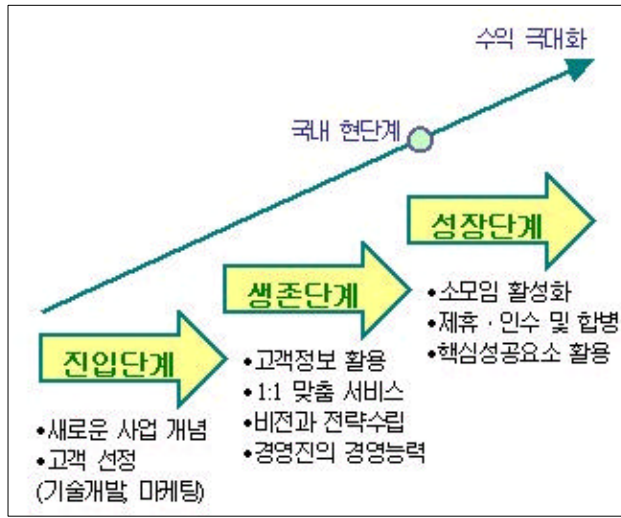 수익 극대화
국내 현단계
성장단계
•소모임 활성화
•제휴 · 인수 및 합병
•핵심성공요소 활용
생존단계
•고객정보 활용
•1:1 맞춤 서비스
•비전과 전략수립
•경영진의 경영능력
진입단계
•새로운 사업 개념
•고객 선정
(기술개발, 마케팅)